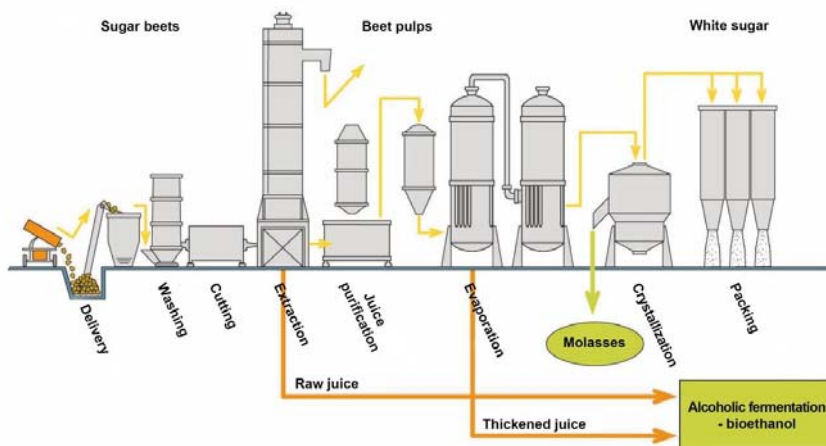 Sugar beets
Beet pulps
White sugar
Delivery
Washing
Cutting
Extraction
Juice
purification
Evaporation
Crystallization
Packing
Molasses
Raw juice
Thickened juice
Alcoholic fermentation
- bioethanol